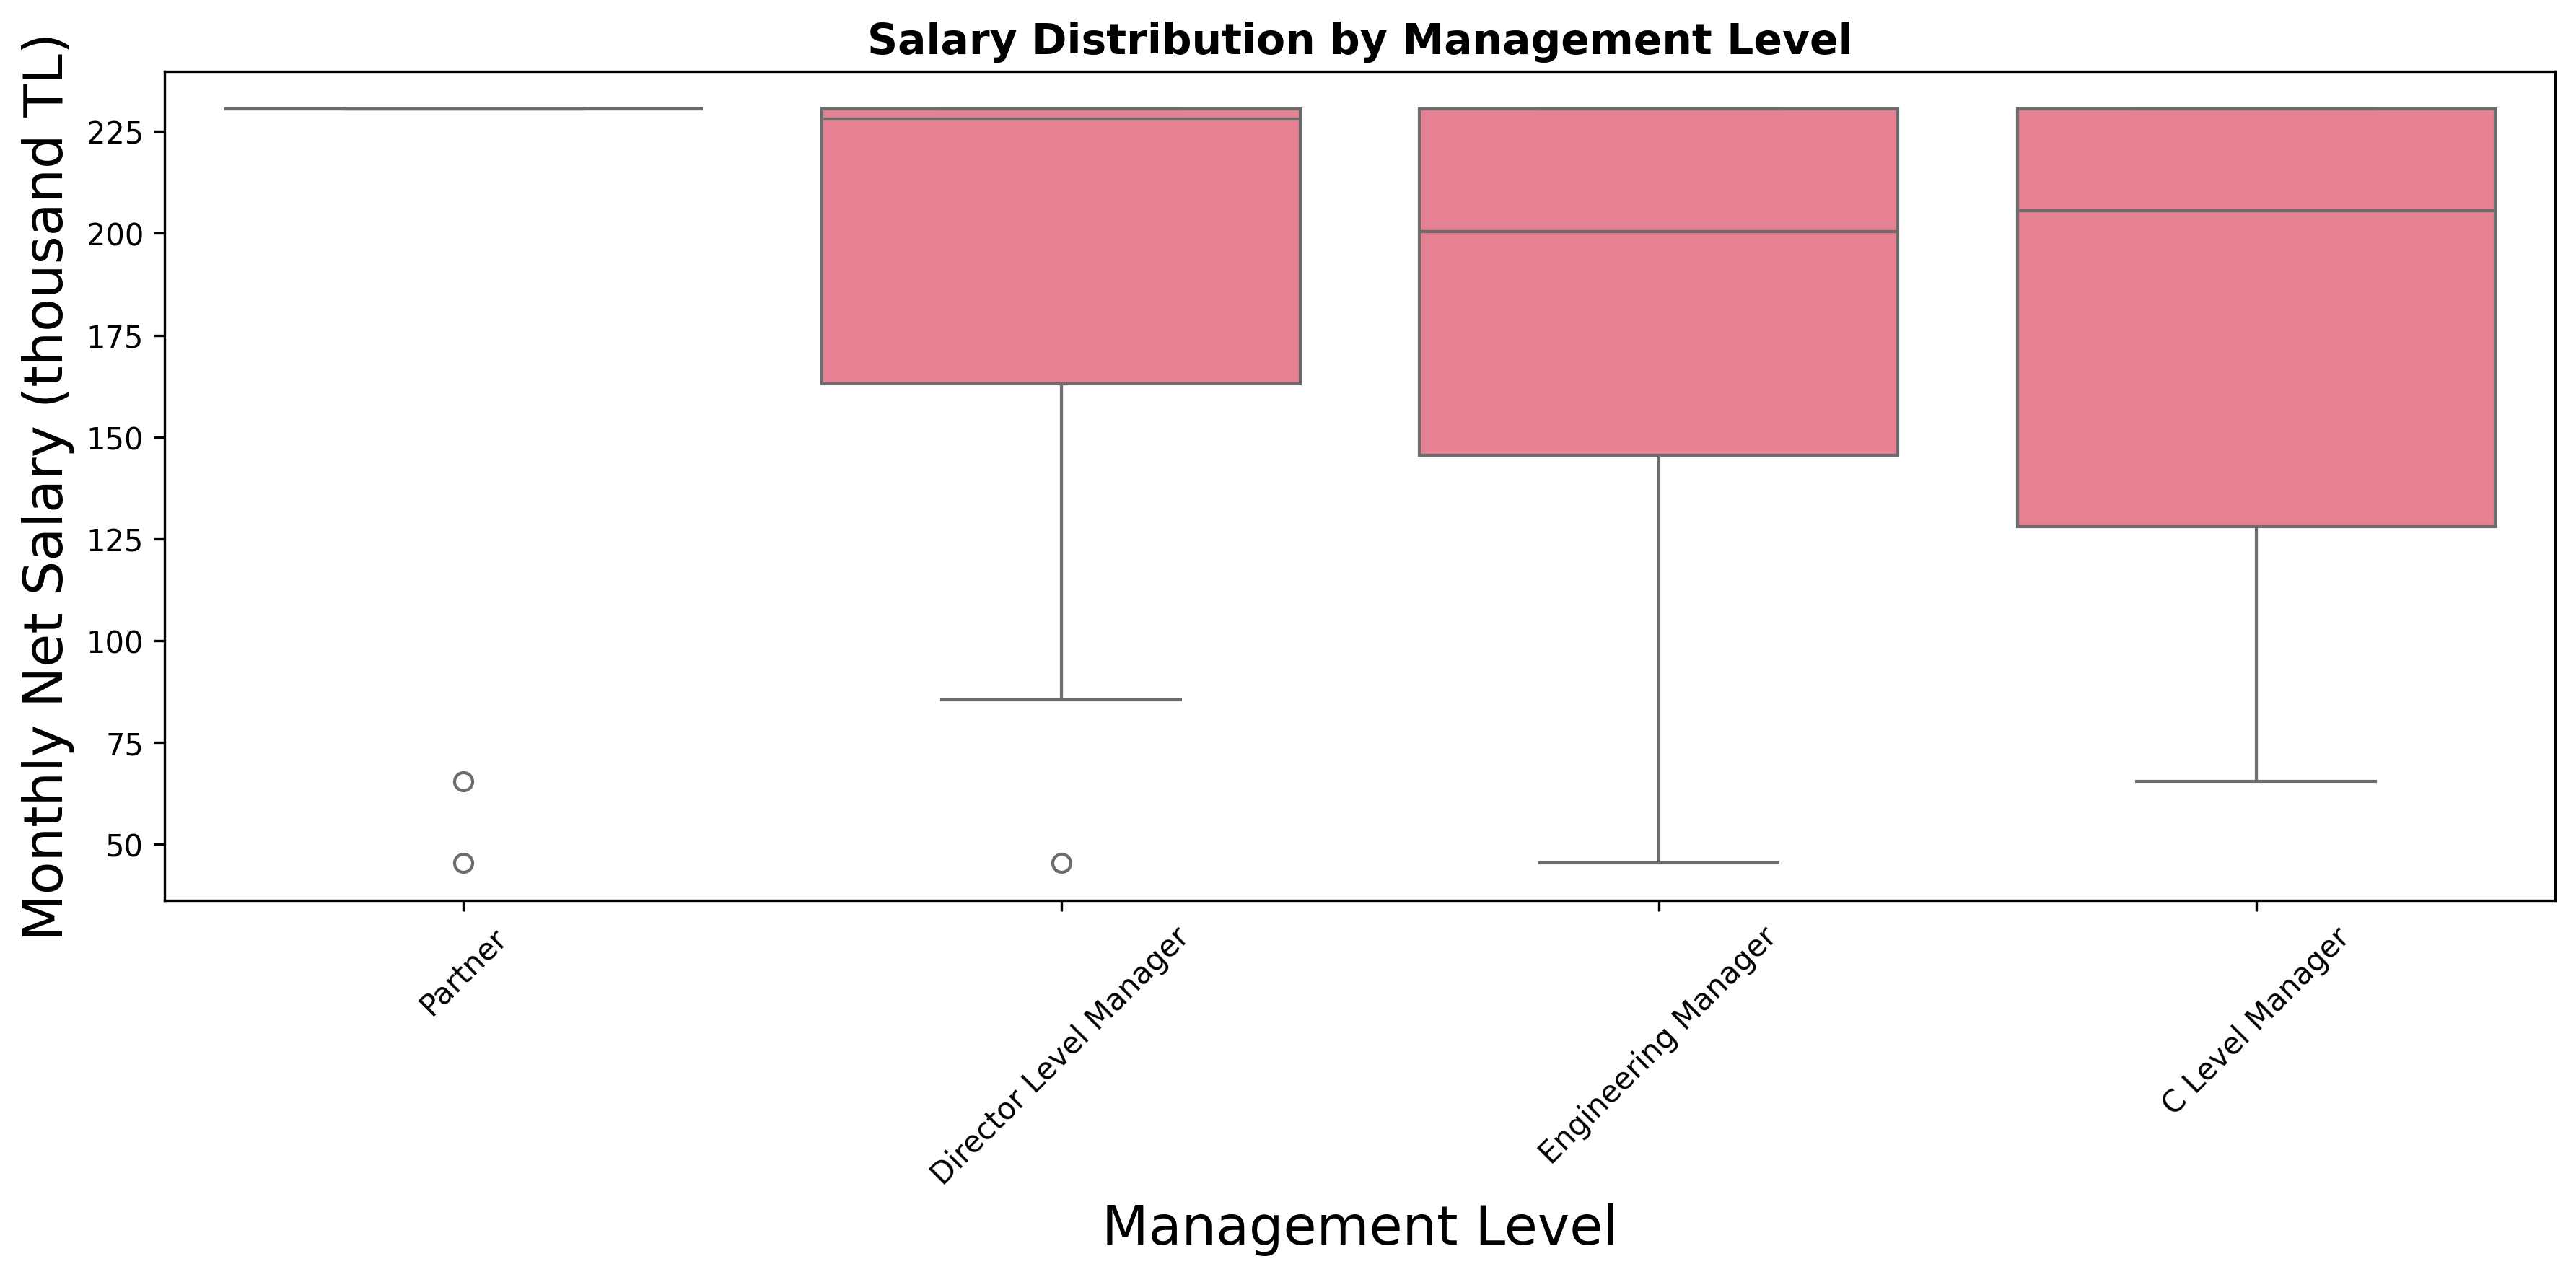 Salary Distribution by Management Level
Monthly Net Salary (thousand TL)
225
200
175
150
125
100
75
50
Partner
Director Level Manager
Engineering Manager
C Level Manager
Management Level